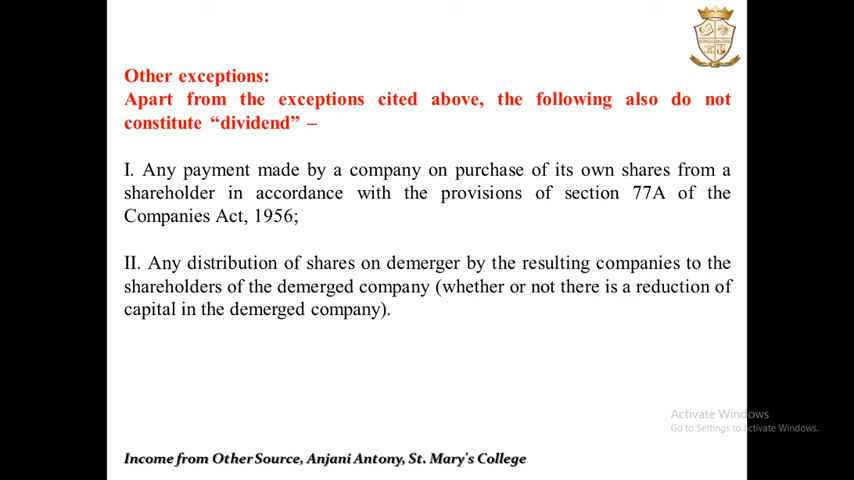 Other exceptions:
Apart from the exceptions cited above, the following also do not
constitute “dividend” –
I. Any payment made by a company on purchase of its own shares from a
shareholder in accordance with the provisions of section 77A of the
Companies Act, 1956;
II. Any distribution of shares on demerger by the resulting companies to the
shareholders of the demerged company (whether or not there is a reduction of
capital in the demerged company).
Activate Windows
Go to Settings to activate Windows.
Income from Other Source, Anjani Antony, St. Mary's College